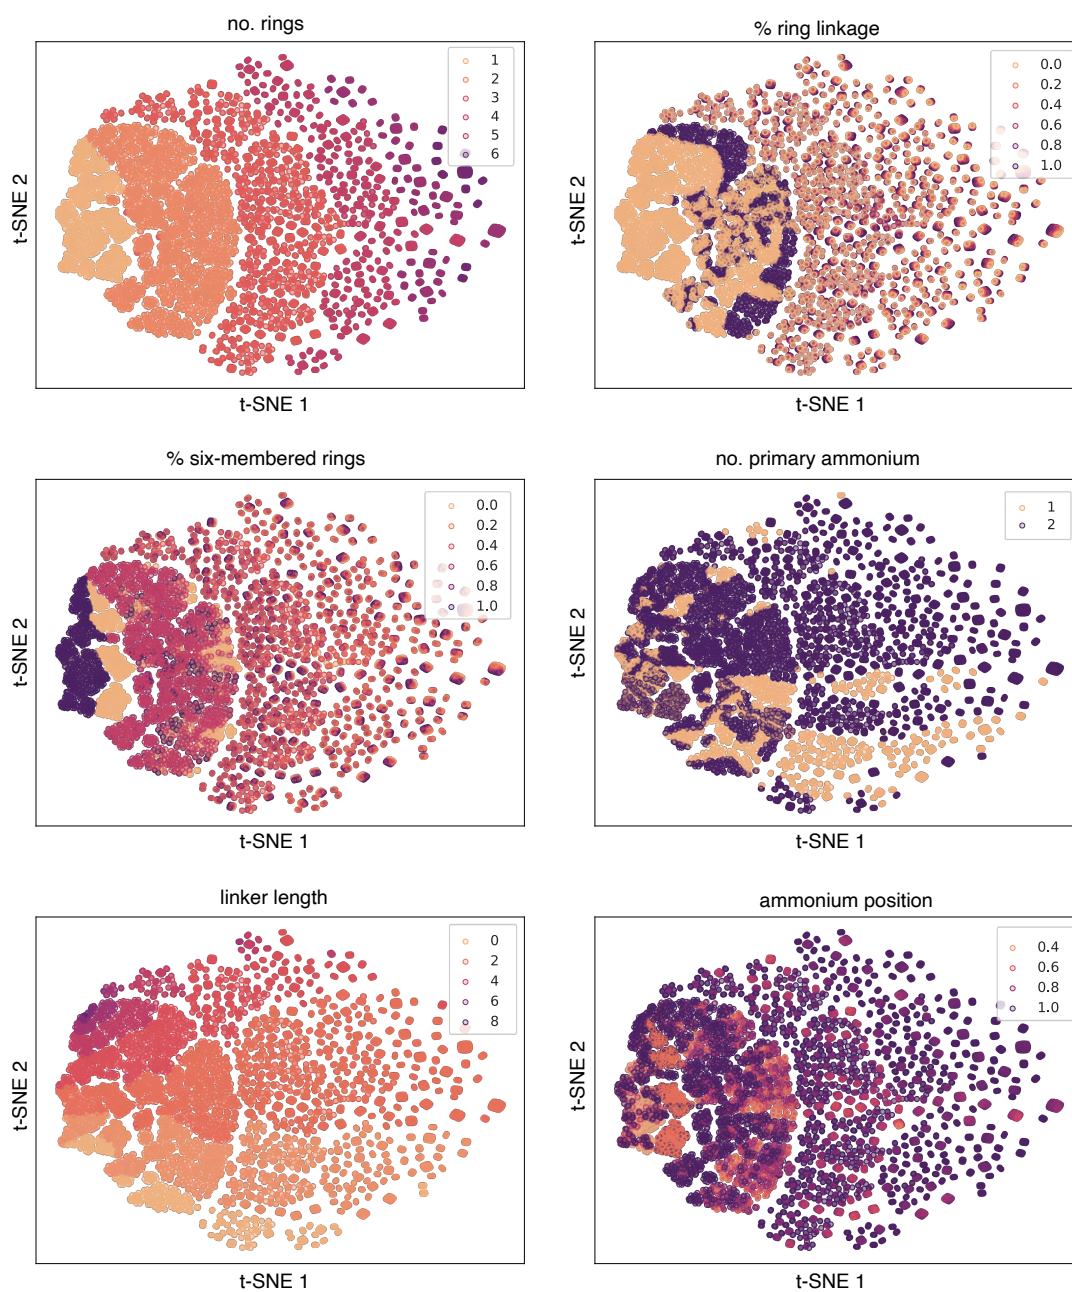 no. rings
1
2
3
4
5
6
t-SNE 2
t-SNE 1
% ring linkage
0.0
0.2
0.4
0.6
0.8
1.0
t-SNE 2
t-SNE 1
% six-membered rings
0.0
0.2
0.4
0.6
0.8
1.0
t-SNE 2
t-SNE 1
no. primary ammonium
1
2
t-SNE 2
t-SNE 1
linker length
0
2
4
6
8
t-SNE 2
t-SNE 1
ammonium position
0.4
0.6
0.8
1.0
t-SNE 2
t-SNE 1